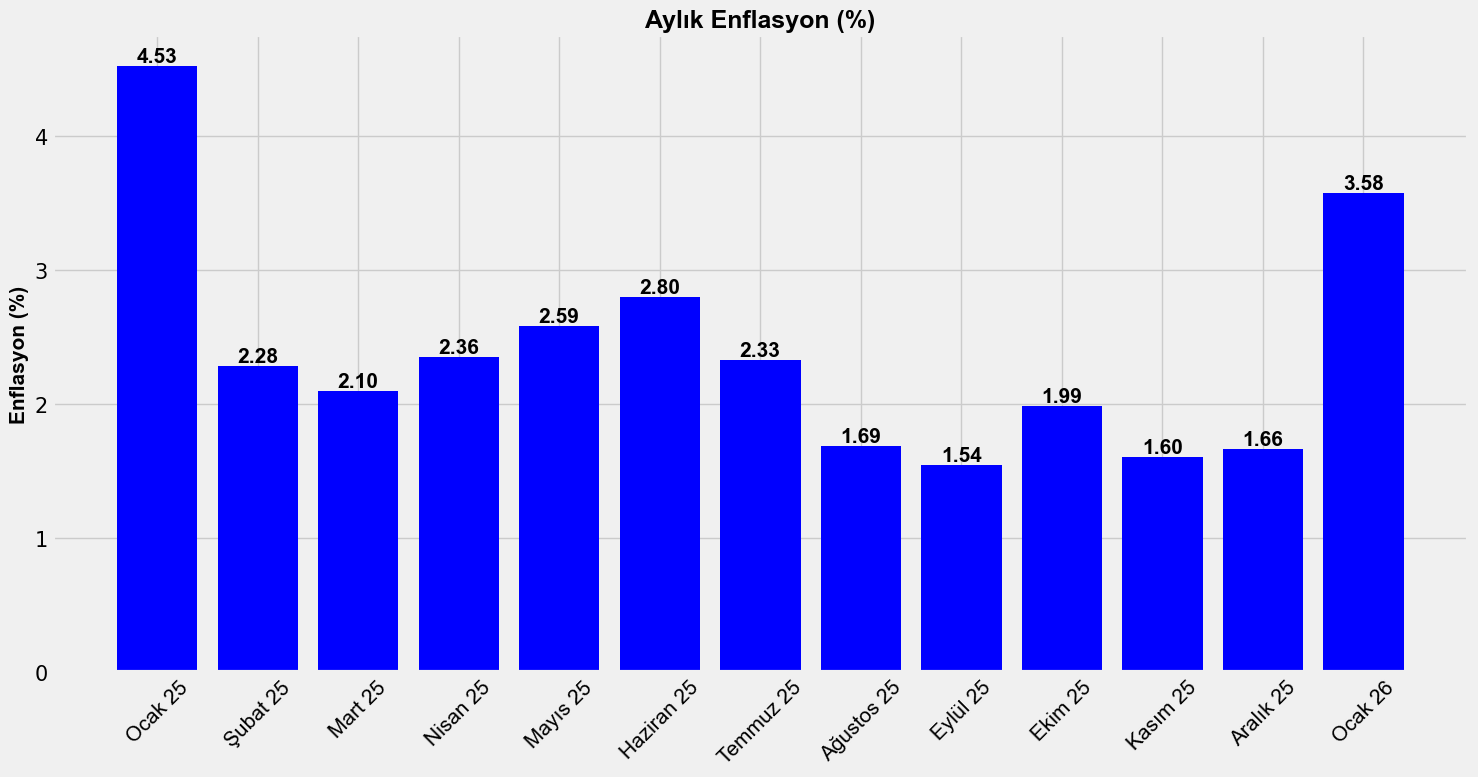 Aylık Enflasyon (%)
Enflasyon (%)
4
3
2
1
0
4.53
2.28
2.10
2.36
2.59
2.80
2.33
1.69
1.54
1.99
1.60
1.66
3.58
Ocak 25
Şubat 25
Mart 25
Nisan 25
Mayıs 25
Haziran 25
Temmuz 25
Ağustos 25
Eylül 25
Ekim 25
Kasım 25
Aralık 25
Ocak 26